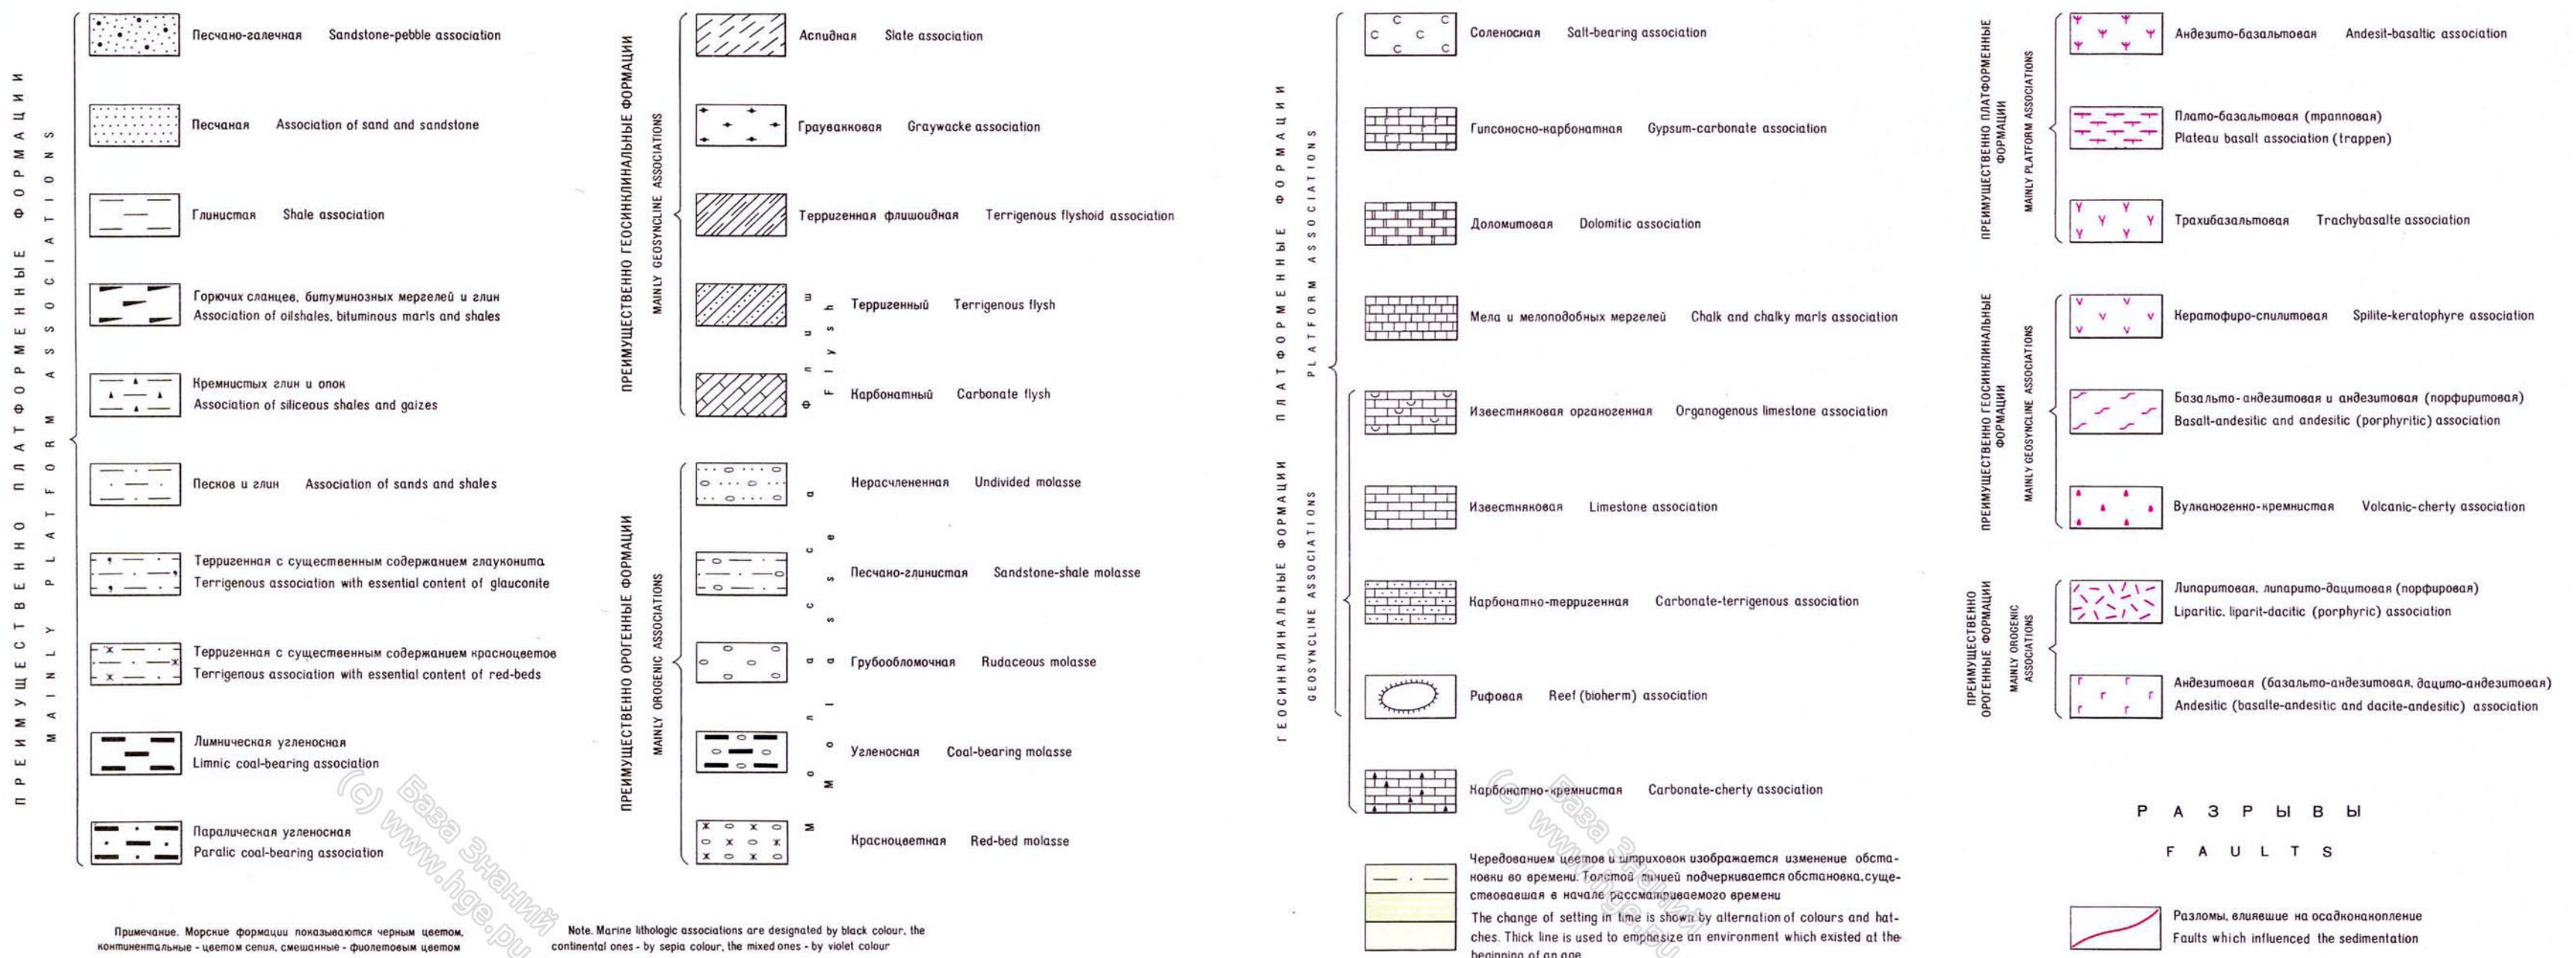 ПРЕИМУЩЕСТВЕННО ПЛАТФОРМЕННЫЕ ФОРМАЦИИ
MAINLY PLATFORM ASSOCIATIONS
Песчано-галечная Sandstone-pebble association
Песчаная Association of sand and sandstone
Глинистая Shale association
Горючих сланцев, битуминозных мергелей и глин
Association of oilshales, bituminous marls and shales
Кремнистых глин и опок
Association of siliceous shales and gaizes
Песков и глин Association of sands and shales
Терригенная с существенным содержанием глауконита
Terrigenous association with essential content of glauconite
Терригенная с существенным содержанием красноцветов
Terrigenous association with essential content of red-beds
Лимническая угленосная
Limnic coal-bearing association
Паралическая угленосная
Paralic coal-bearing association
Примечание. Морские формации показываются черным цветом,
континентальные - цветом сепия, смешанные - фиолетовым цветом
ПРЕИМУЩЕСТВЕННО ГЕОСИНКЛИНАЛЬНЫЕ ФОРМАЦИИ
MAINLY GEOSYNCLINE ASSOCIATIONS
Аспидная Slate association
Граувакковая Graywacke association
Терригенная флишоидная Terrigenous flyshoid association
Флиш
Flysh
Терригенный Terrigenous flysh
Карбонатный Carbonate flysh
ПРЕИМУЩЕСТВЕННО ОРОГЕННЫЕ ФОРМАЦИИ
MAINLY OROGENIC ASSOCIATIONS
Моласса
Molasse
Нерасчлененная Undivided molasse
Песчано-глинистая Sandstone-shale molasse
Грубообломочная Rudaceous molasse
Угленосная Coal-bearing molasse
Красноцветная Red-bed molasse
Note. Marine lithologic associations are designated by black colour, the
continental ones - by sepia colour, the mixed ones - by violet colour
ПЛАТФОРМЕННЫЕ ФОРМАЦИИ
PLATFORM ASSOCIATIONS
ГЕОСИНКЛИНАЛЬНЫЕ ФОРМАЦИИ
GEOSYNCLINE ASSOCIATIONS
Соленосная Salt-bearing association
Гипсоносно-карбонатная Gypsum-carbonate association
Доломитовая Dolomitic association
Мела и мелоподобных мергелей Chalk and chalky marls association
Известняковая органогенная Organogenous limestone association
Известняковая Limestone association
Карбонатно-терригенная Carbonate-terrigenous association
Рифовая Reef (bioherm) association
Карбонатно-кремнистая Carbonate-cherty association
Чередованием цветов и штриховок изображается изменение обста-
новки во времени. Толстой линией подчеркивается обстановка, суще-
ствовавшая в начале рассматриваемого времени
The change of setting in time is shown by alternation of colours and hat-
ches. Thick line is used to emphasize an environment which existed at the
beginning of an age
ПРЕИМУЩЕСТВЕННО ПЛАТФОРМЕННЫЕ
ФОРМАЦИИ
MAINLY PLATFORM ASSOCIATIONS
Андезито-базальтовая Andesit-basaltic association
Плато-базальтовая (трапповая)
Plateau basalt association (trappen)
Трахибазальтовая Trachybasalte association
ПРЕИМУЩЕСТВЕННО ГЕОСИНКЛИНАЛЬНЫЕ
ФОРМАЦИИ
MAINLY GEOSYNCLINE ASSOCIATIONS
Кератофиро-спилитовая Spilite-keratophyre association
Базальто-андезитовая и андезитовая (порфиритовая)
Basalt-andesitic and andesitic (porphyritic) association
Вулканогенно-кремнистая Volcanic-cherty association
ПРЕИМУЩЕСТВЕННО
ОРОГЕННЫЕ ФОРМАЦИИ
MAINLY OROGENIC
ASSOCIATIONS
Липаритовая, липарито-дацитовая (порфировая)
Liparitic, liparit-dacitic (porphyric) association
Андезитовая (базальто-андезитовая, дацито-андезитовая)
Andesitic (basalte-andesitic and dacite-andesitic) association
РАЗРЫВЫ
FAULTS
Разломы, влиявшие на осадконакопление
Faults which influenced the sedimentation
База Знаний
(c) www.hge.ру
База Знаний
(c) www.hge.ру